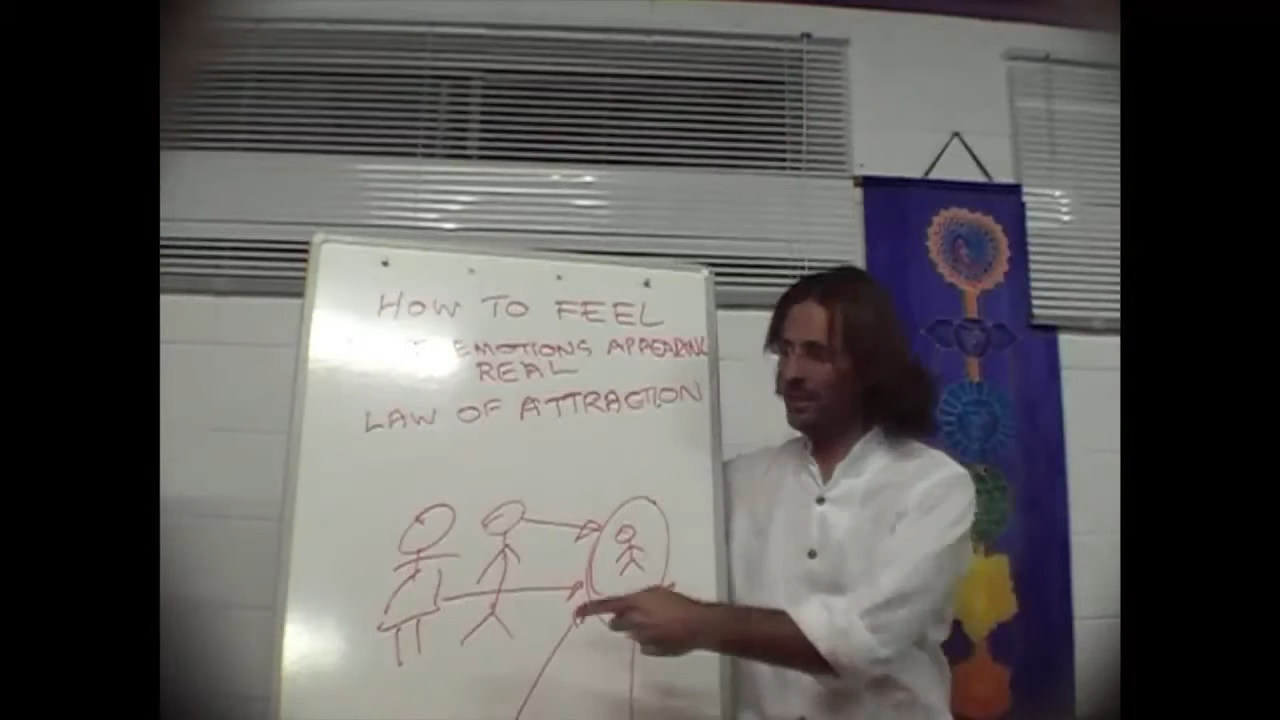 HOW TO FEEL
EMOTIONS APPEARING
REAL
LAW OF ATTRACTION